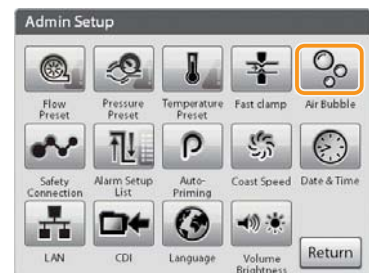 Admin Setup
Flow Preset
Pressure Preset
Temperature Preset
Fast clamp
Air Bubble
Safety Connection
Alarm Setup List
Auto-Priming
Coast Speed
Date & Time
LAN
CDI
Language
Volume Brightness
Return